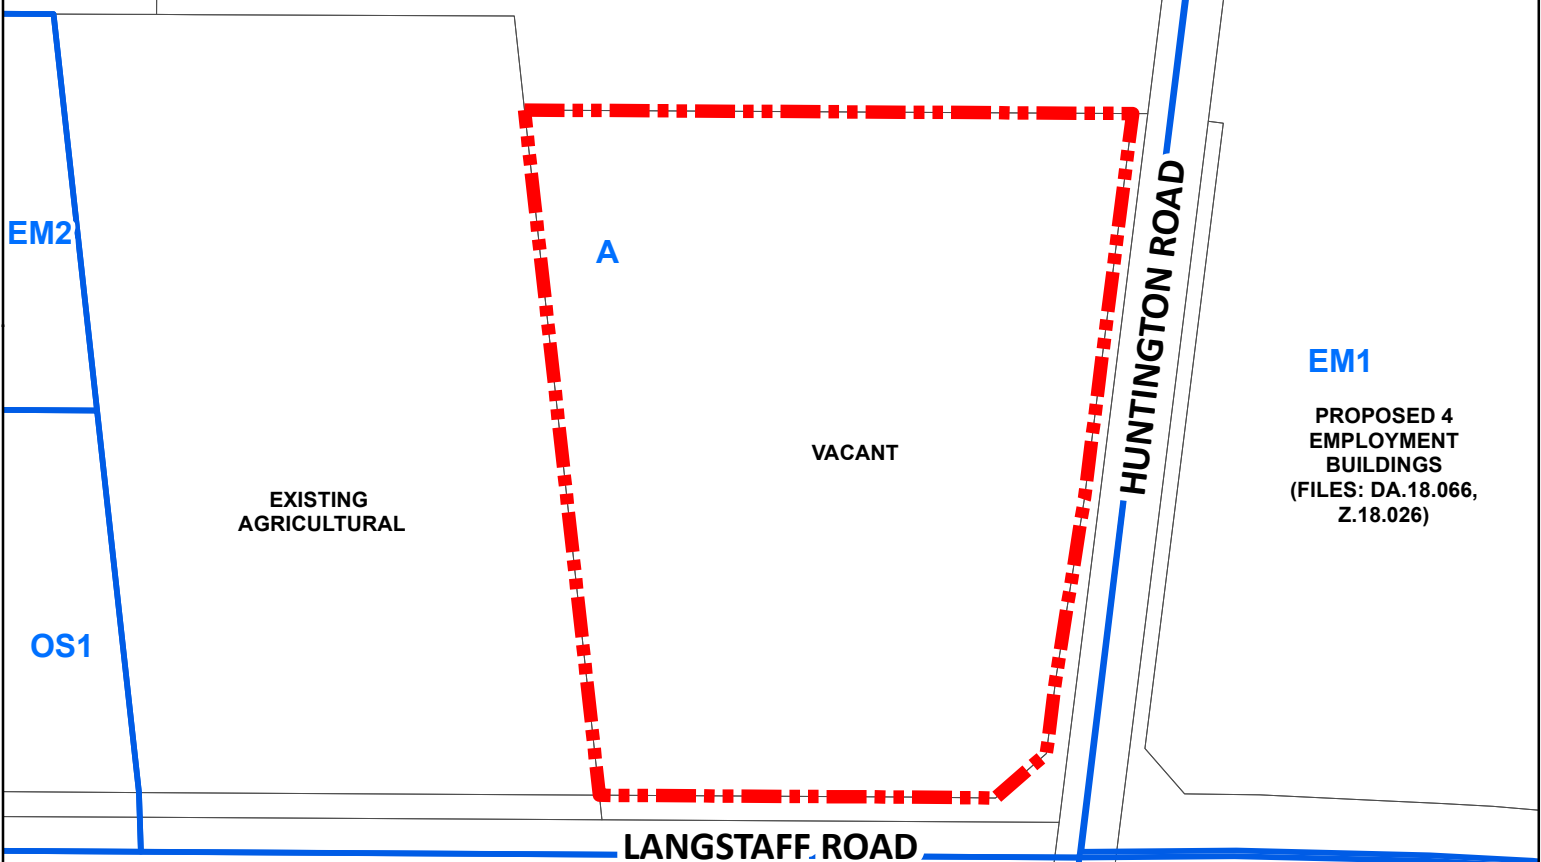 EM2
A
HUNTINGTON ROAD
EM1
PROPOSED 4
EMPLOYMENT
BUILDINGS
(FILES: DA.18.066,
Z.18.026)
VACANT
EXISTING
AGRICULTURAL
OS1
LANGSTAFF ROAD